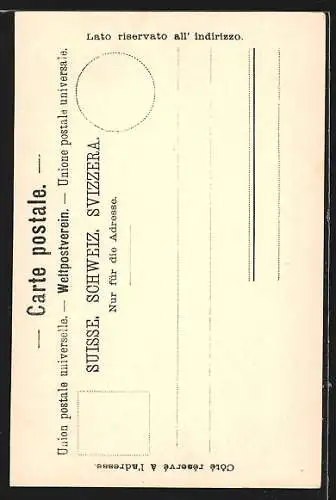 — Carte postale. —
Union postale universelle. — Weltpostverein. — Unione postale universale.
SUISSE. SCHWEIZ. SVIZZERA.
Nur für die Adresse.
Côté réservé à l'adresse.
Lato riservato all' indirizzo.